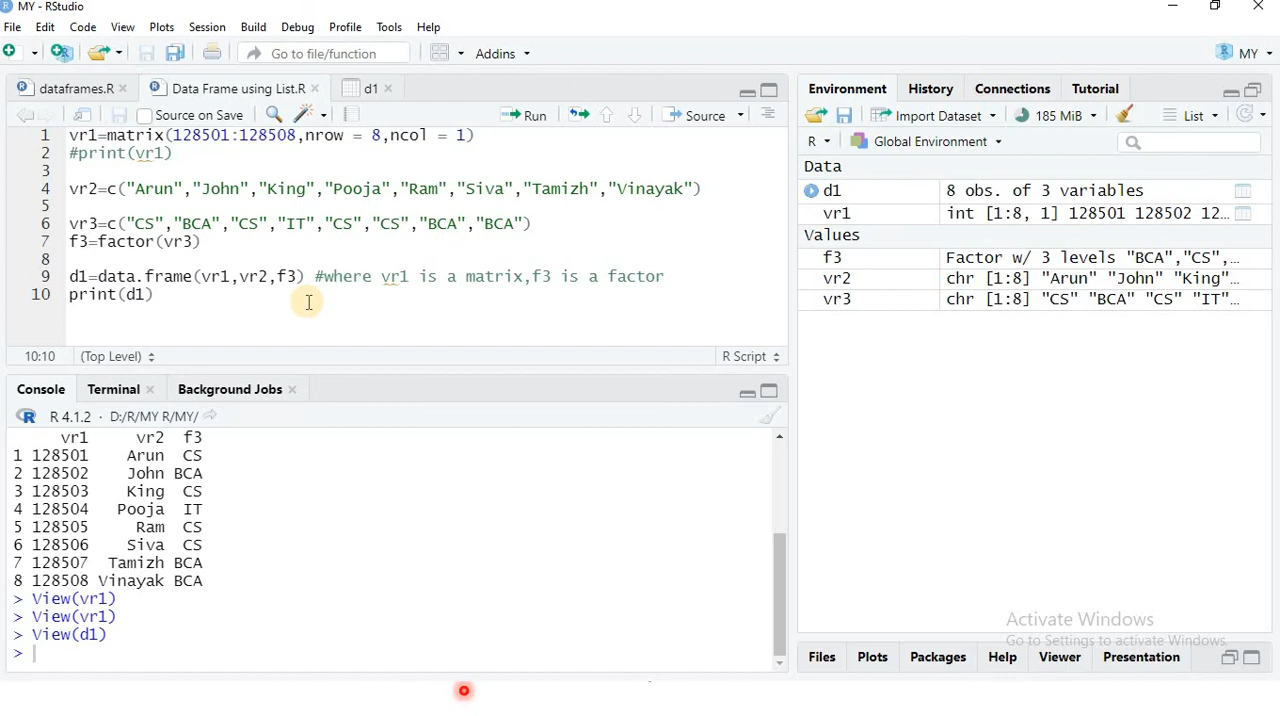 MY - RStudio
File Edit Code View Plots Session Build Debug Profile Tools Help
Go to file/function Addins MY
dataframes.R Data Frame using List.R d1
Source on Save Run Source
1 vr1=matrix(128501:128508,nrow = 8,ncol = 1)
2 #print(vr1)
3
4 vr2=c("Arun","John","King","Pooja","Ram","Siva","Tamizh","Vinayak")
5
6 vr3=c("CS","BCA","CS","IT","CS","CS","BCA","BCA")
7 f3=factor(vr3)
8
9 d1=data.frame(vr1,vr2,f3) #where vr1 is a matrix,f3 is a factor
10 print(d1)
10:10 (Top Level) R Script
Console Terminal Background Jobs
R 4.1.2 · D:/R/MY R/MY/
vr1 vr2 f3
1 128501 Arun CS
2 128502 John BCA
3 128503 King CS
4 128504 Pooja IT
5 128505 Ram CS
6 128506 Siva CS
7 128507 Tamizh BCA
8 128508 Vinayak BCA
> View(vr1)
> View(vr1)
> View(d1)
>
Environment History Connections Tutorial
Import Dataset 185 MiB List
R Global Environment
Data
d1 8 obs. of 3 variables
vr1 int [1:8, 1] 128501 128502 12...
Values
f3 Factor w/ 3 levels "BCA","CS",...
vr2 chr [1:8] "Arun" "John" "King"...
vr3 chr [1:8] "CS" "BCA" "CS" "IT"...
Activate Windows
Go to Settings to activate Windows.
Files Plots Packages Help Viewer Presentation